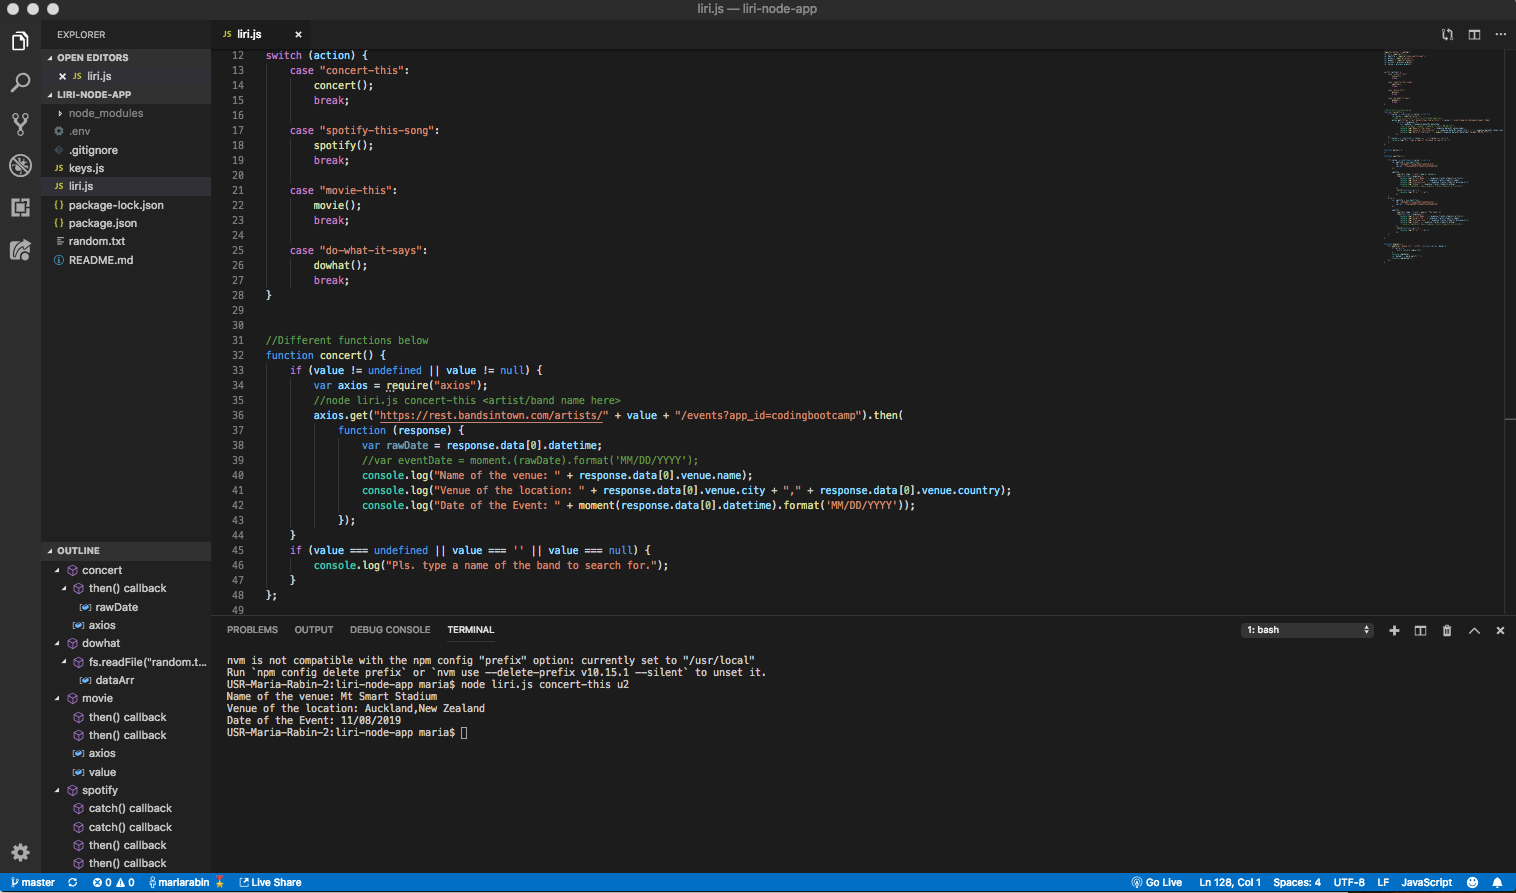 liri.js — liri-node-app
EXPLORER
OPEN EDITORS
JS liri.js
LIRI-NODE-APP
node_modules
.env
.gitignore
JS keys.js
JS liri.js
{} package-lock.json
{} package.json
random.txt
README.md
OUTLINE
concert
then() callback
rawDate
axios
dowhat
fs.readFile("random.t...
dataArr
movie
then() callback
then() callback
axios
value
spotify
catch() callback
catch() callback
then() callback
then() callback
JS liri.js
12 switch (action) {
13 case "concert-this":
14 concert();
15 break;
16
17 case "spotify-this-song":
18 spotify();
19 break;
20
21 case "movie-this":
22 movie();
23 break;
24
25 case "do-what-it-says":
26 dowhat();
27 break;
28 }
29
30
31 //Different functions below
32 function concert() {
33 if (value != undefined || value != null) {
34 var axios = require("axios");
35 //node liri.js concert-this <artist/band name here>
36 axios.get("https://rest.bandsintown.com/artists/" + value + "/events?app_id=codingbootcamp").then(
37 function (response) {
38 var rawDate = response.data[0].datetime;
39 //var eventDate = moment.(rawDate).format('MM/DD/YYYY');
40 console.log("Name of the venue: " + response.data[0].venue.name);
41 console.log("Venue of the location: " + response.data[0].venue.city + "," + response.data[0].venue.country);
42 console.log("Date of the Event: " + moment(response.data[0].datetime).format('MM/DD/YYYY'));
43 });
44 }
45 if (value === undefined || value === '' || value === null) {
46 console.log("Pls. type a name of the band to search for.");
47 }
48 };
49
PROBLEMS OUTPUT DEBUG CONSOLE TERMINAL 1: bash
nvm is not compatible with the npm config "prefix" option: currently set to "/usr/local"
Run `npm config delete prefix` or `nvm use --delete-prefix v10.15.1 --silent` to unset it.
USR-Maria-Rabin-2:liri-node-app maria$ node liri.js concert-this u2
Name of the venue: Mt Smart Stadium
Venue of the location: Auckland,New Zealand
Date of the Event: 11/08/2019
USR-Maria-Rabin-2:liri-node-app maria$
master 0 0 mariarabin Live Share Go Live Ln 128, Col 1 Spaces: 4 UTF-8 LF JavaScript